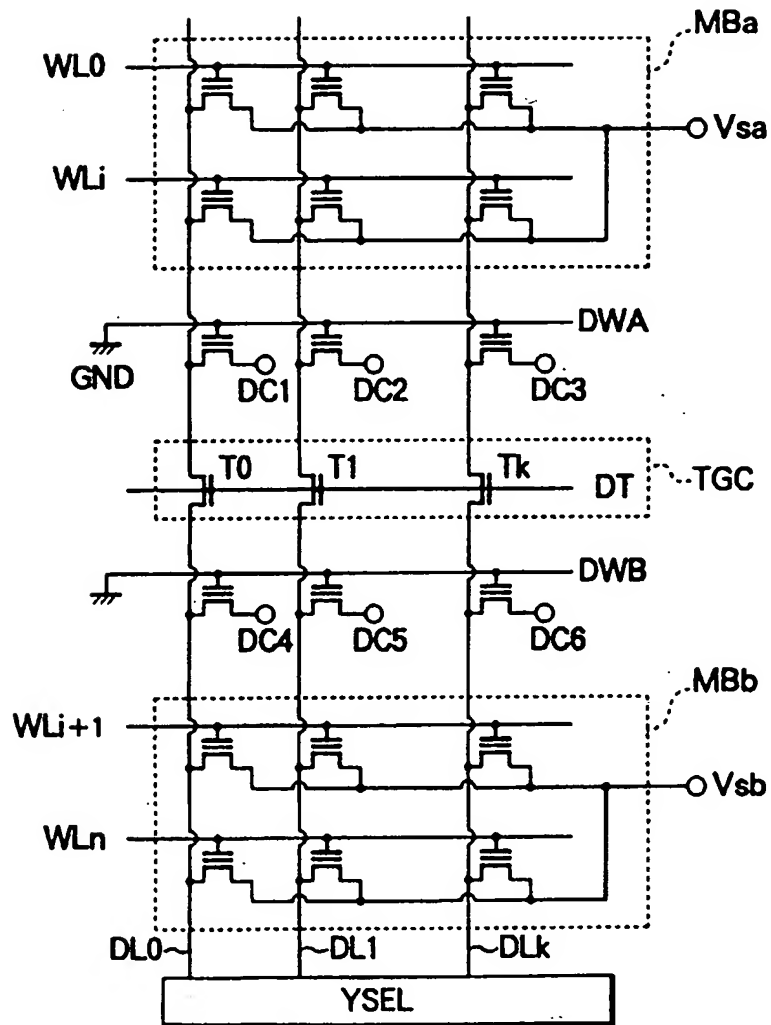 MBa
WL0
Vsa
WLi
DWA
GND
DC1 DC2 DC3
T0 T1 Tk
DT
TGC
DWB
DC4 DC5 DC6
MBb
WLi+1
Vsb
WLn
DL0 DL1 DLk
YSEL